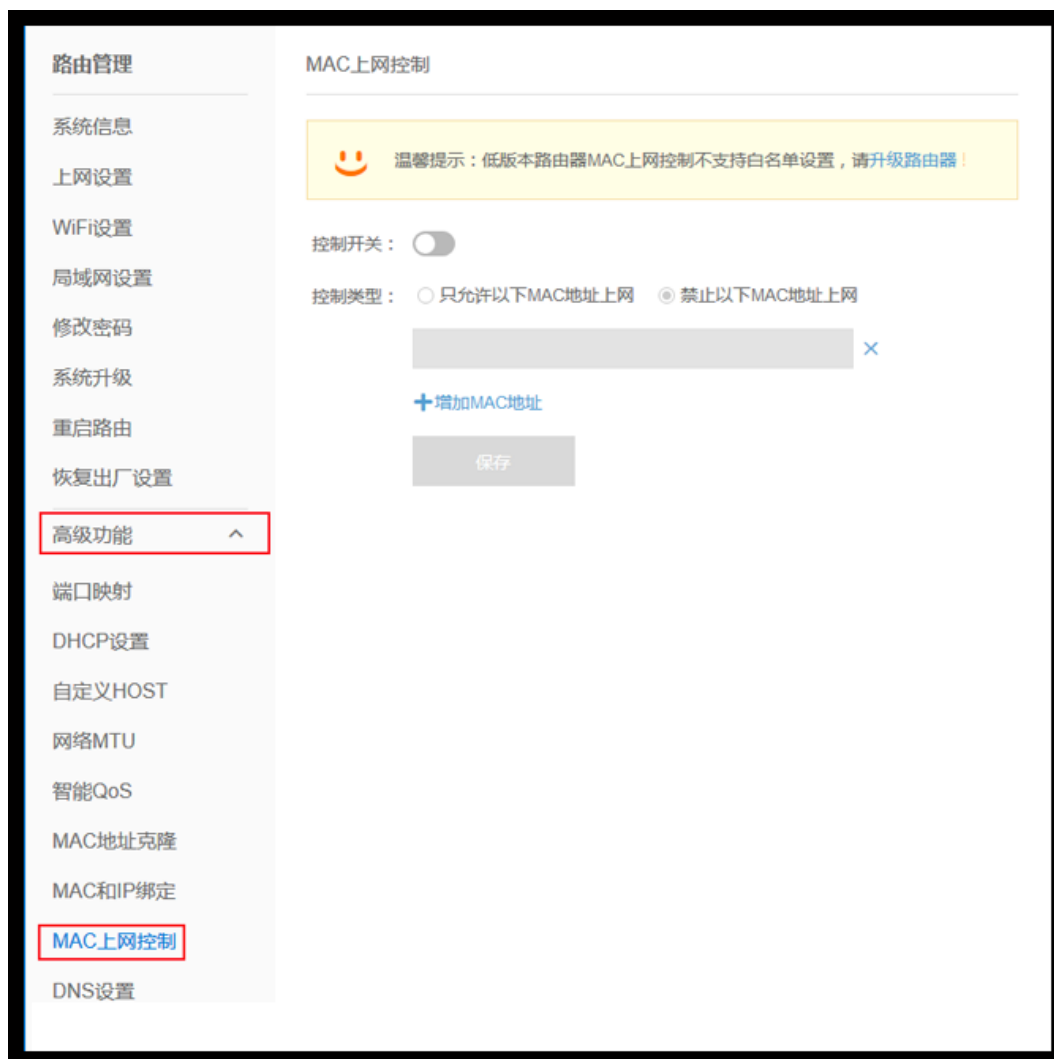 路由管理
系统信息
上网设置
WiFi设置
局域网设置
修改密码
系统升级
重启路由
恢复出厂设置
高级功能
端口映射
DHCP设置
自定义HOST
网络MTU
智能QoS
MAC地址克隆
MAC和IP绑定
MAC上网控制
DNS设置
MAC上网控制
温馨提示：低版本路由器MAC上网控制不支持白名单设置，请升级路由器！
控制开关：
控制类型： 只允许以下MAC地址上网 禁止以下MAC地址上网
增加MAC地址
保存